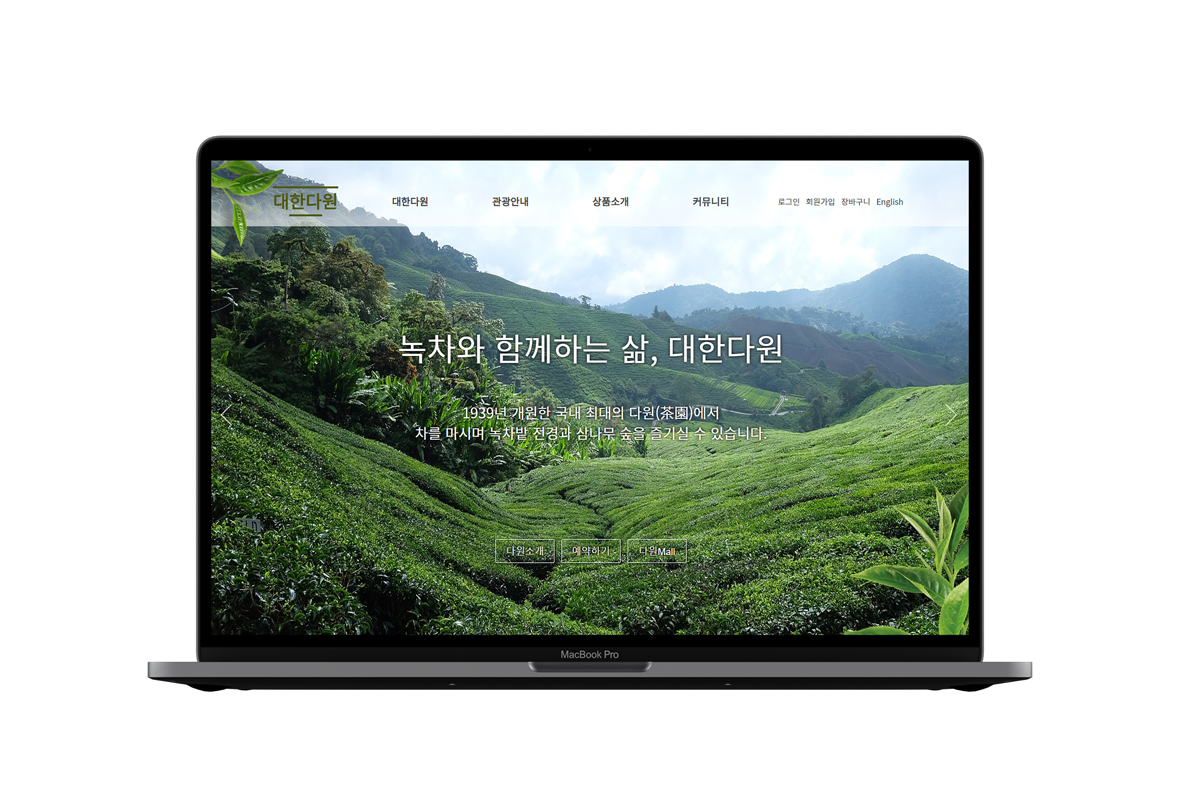 대한다원
대한다원
관광안내
상품소개
커뮤니티
로그인 회원가입 장바구니 English
녹차와 함께하는 삶, 대한다원
1939년 개원한 국내 최대의 다원(茶園)에서
차를 마시며 녹차밭 전경과 삼나무 숲을 즐기실 수 있습니다.
다원소개
예약하기
다원Mall
MacBook Pro